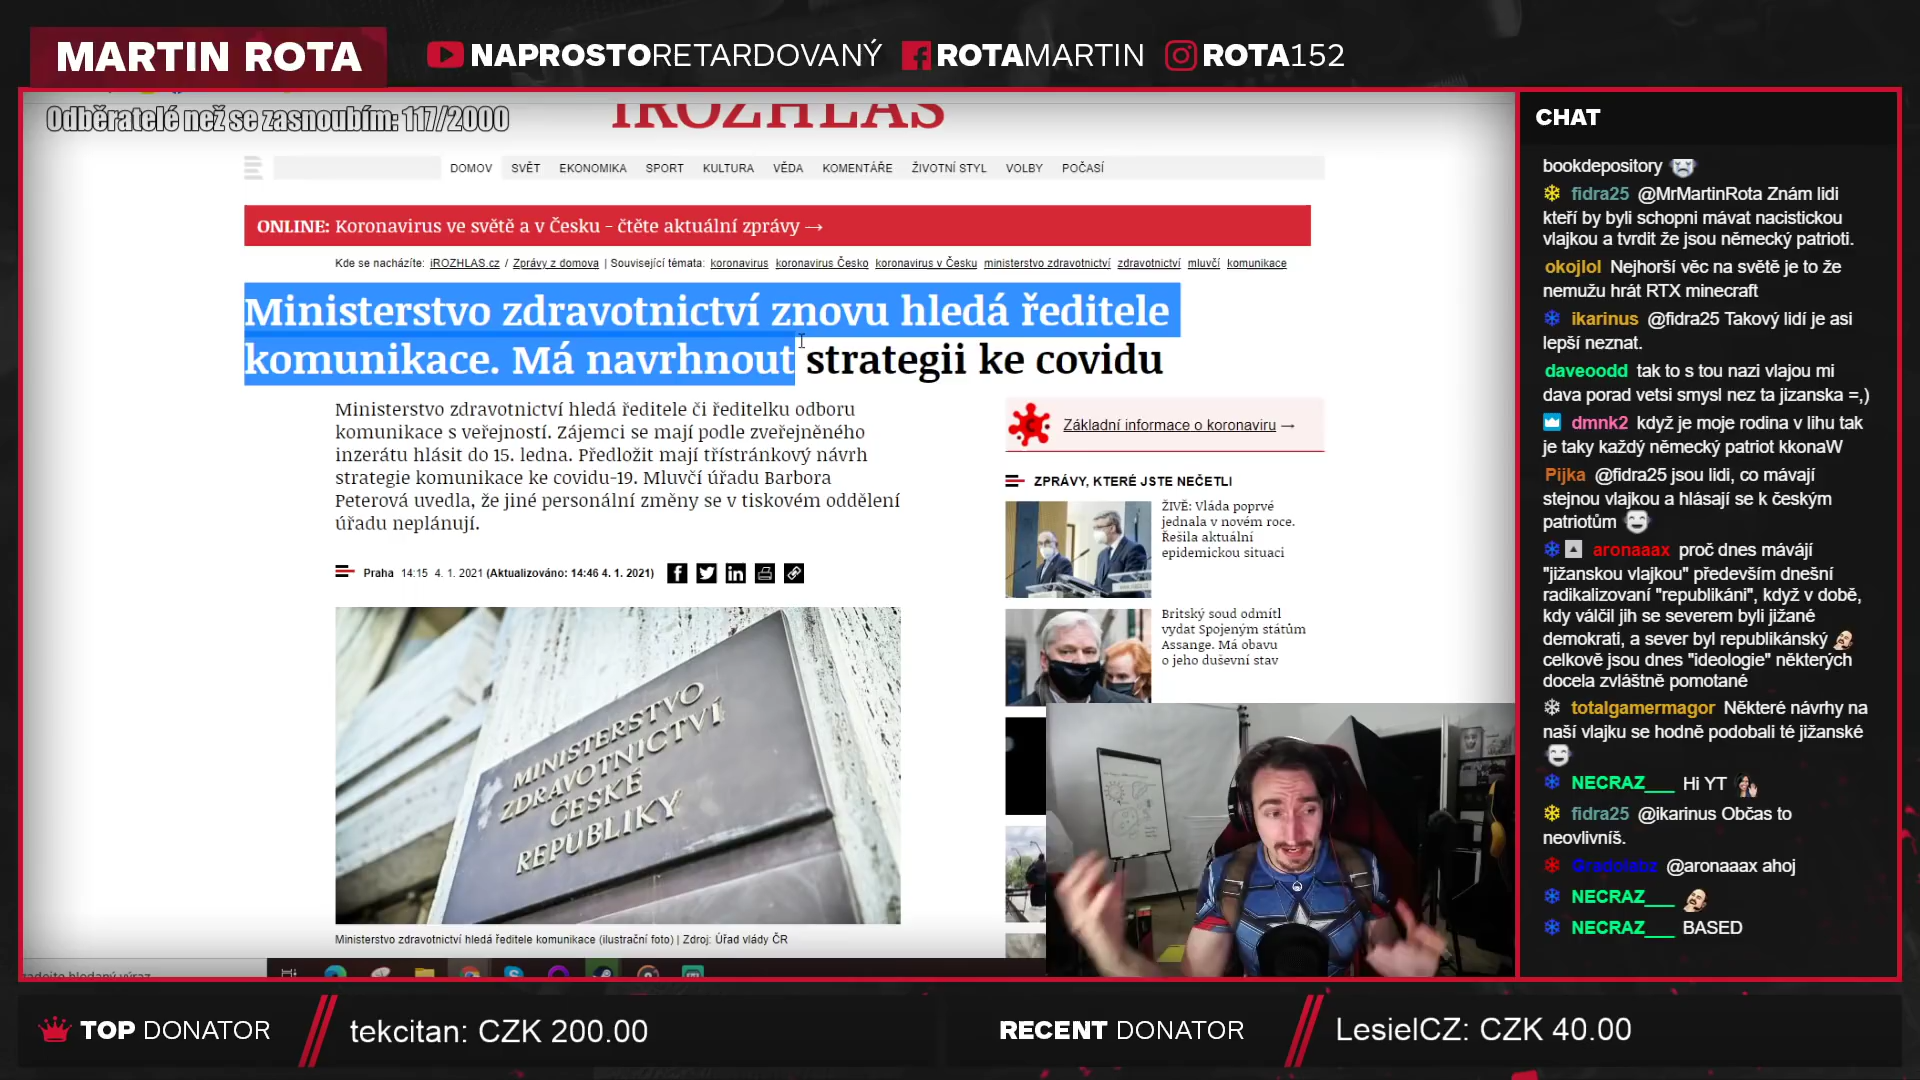 MARTIN ROTA
NAPROSTORETARDOVANÝ
ROTAMARTIN
ROTA152
Odběratelé než se zasnoubím: 117/2000
iROZHLAS
DOMOV SVĚT EKONOMIKA SPORT KULTURA VĚDA KOMENTÁŘE ŽIVOTNÍ STYL VOLBY POČASÍ
ONLINE: Koronavirus ve světě a v Česku - čtěte aktuální zprávy →
Kde se nacházíte: iROZHLAS.cz / Zprávy z domova | Související témata: koronavirus koronavirus Česko koronavirus v Česku ministerstvo zdravotnictví zdravotnictví mluvčí komunikace
Ministerstvo zdravotnictví znovu hledá ředitele
komunikace. Má navrhnout strategii ke covidu
Ministerstvo zdravotnictví hledá ředitele či ředitelku odboru
komunikace s veřejností. Zájemci se mají podle zveřejněného
inzerátu hlásit do 15. ledna. Předložit mají třístránkový návrh
strategie komunikace ke covidu-19. Mluvčí úřadu Barbora
Peterová uvedla, že jiné personální změny se v tiskovém oddělení
úřadu neplánují.
Praha 14:15 4. 1. 2021 (Aktualizováno: 14:46 4. 1. 2021)
MINISTERSTVO
ZDRAVOTNICTVÍ
ČESKÉ
REPUBLIKY
Ministerstvo zdravotnictví hledá ředitele komunikace (ilustrační foto) | Zdroj: Úřad vlády ČR
Základní informace o koronaviru →
ZPRÁVY, KTERÉ JSTE NEČETLI
ŽIVĚ: Vláda poprvé
jednala v novém roce.
Řešila aktuální
epidemickou situaci
Britský soud odmítl
vydat Spojeným státům
Assange. Má obavu
o jeho duševní stav
CHAT
bookdepository
fidra25 @MrMartinRota Znám lidi
kteří by byli schopni mávat nacistickou
vlajkou a tvrdit že jsou německý patrioti.
okojlol Nejhorší věc na světě je to že
nemužu hrát RTX minecraft
ikarinus @fidra25 Takový lidí je asi
lepší neznat.
daveoodd tak to s tou nazi vlajou mi
dava porad vetsi smysl nez ta jizanska =,)
dmnk2 když je moje rodina v lihu tak
je taky každý německý patriot kkonaW
Pijka @fidra25 jsou lidi, co mávají
stejnou vlajkou a hlásají se k českým
patriotům
aronaaax proč dnes mávájí
"jižanskou vlajkou" především dnešní
radikalizovaní "republikáni", když v době,
kdy válčil jih se severem byli jižané
demokrati, a sever byl republikánský
celkově jsou dnes "ideologie" některých
docela zvláštně pomotané
totalgamermagor Některé návrhy na
naší vlajku se hodně podobali té jižanské
NECRAZ___ Hi YT
fidra25 @ikarinus Občas to
neovlivníš.
Gradolabz @aronaaax ahoj
NECRAZ___
NECRAZ___ BASED
TOP DONATOR
tekcitan: CZK 200.00
RECENT DONATOR
LesielCZ: CZK 40.00